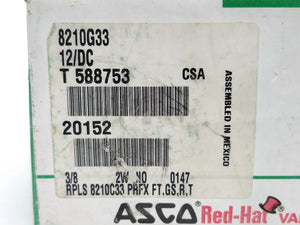 8210G33
12/DC
T 588753 CSA
20152
3/8 2W NO 0147
RPLS 8210C33 PRFX FT.GS.R.T
ASSEMBLED IN MEXICO
ASCO Red-Hat VA